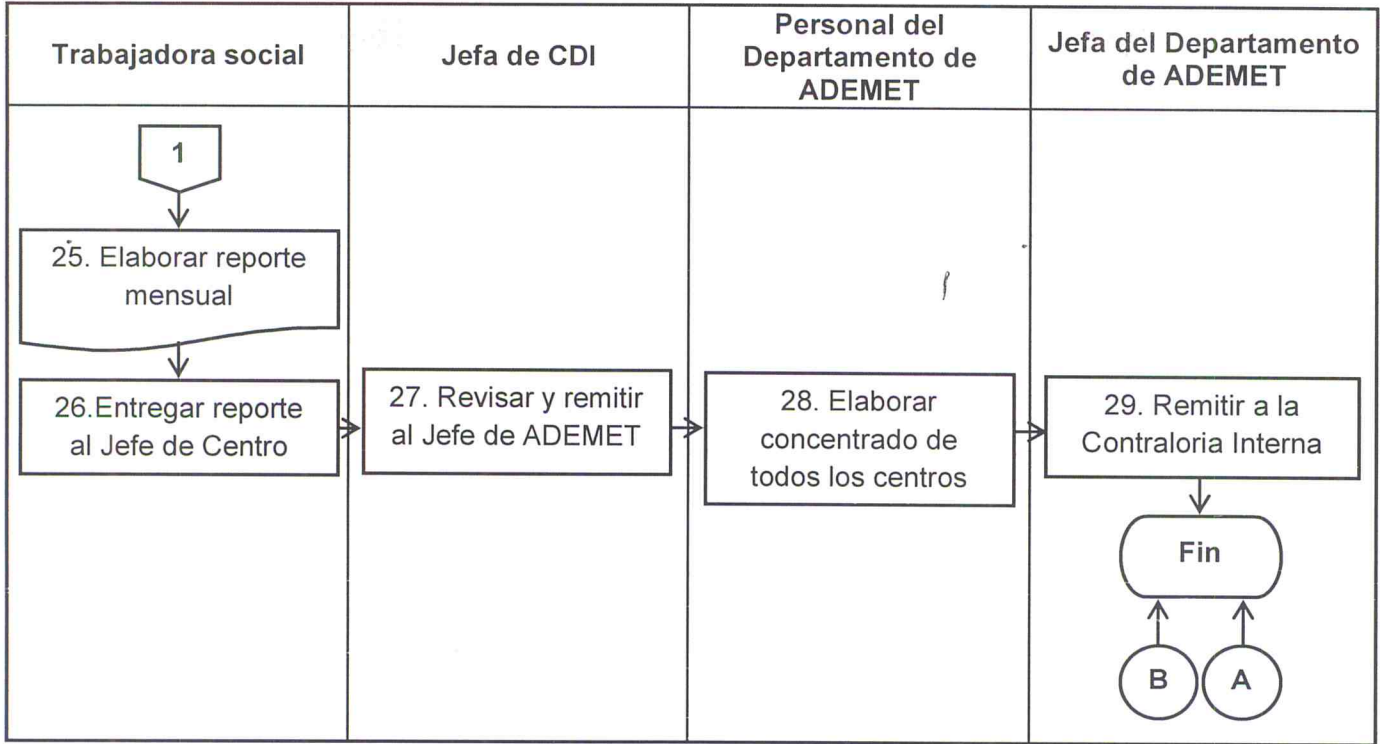 Trabajadora social
Jefa de CDI
Personal del
Departamento de
ADEMET
Jefa del Departamento
de ADEMET
1
25. Elaborar reporte
mensual
26.Entregar reporte
al Jefe de Centro
27. Revisar y remitir
al Jefe de ADEMET
28. Elaborar
concentrado de
todos los centros
29. Remitir a la
Contraloria Interna
Fin
B
A